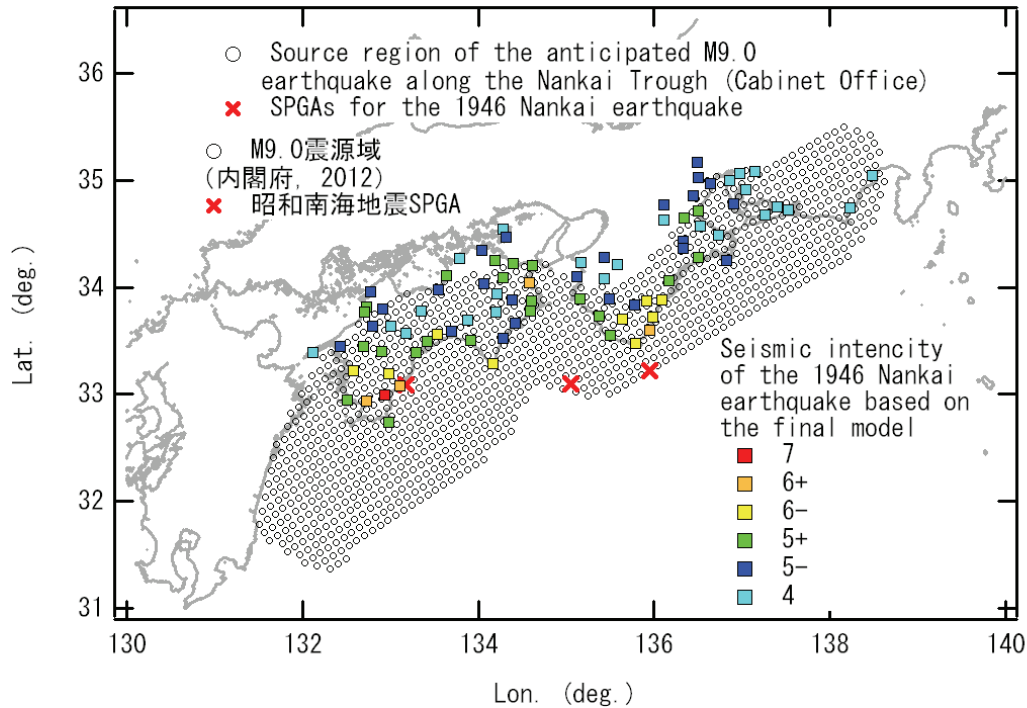 Source region of the anticipated M9.0
earthquake along the Nankai Trough (Cabinet Office)
SPGAs for the 1946 Nankai earthquake
M9.0震源域
(内閣府, 2012)
昭和南海地震SPGA
Seismic intencity
of the 1946 Nankai
earthquake based on
the final model
7
6+
6-
5+
5-
4
36
35
34
33
32
31
Lat. (deg.)
130
132
134
136
138
140
Lon. (deg.)